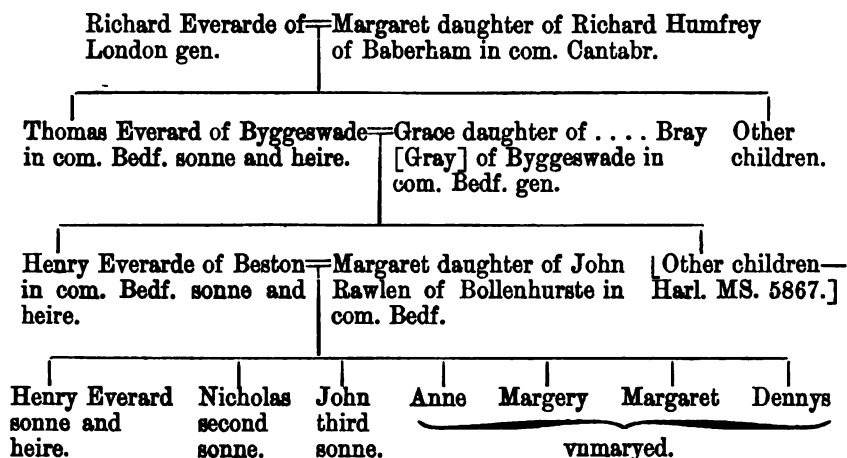 Richard Everarde of = Margaret daughter of Richard Humfrey
London gen. of Baberham in com. Cantabr.
Thomas Everard of Byggeswade = Grace daughter of .... Bray Other
in com. Bedf. sonne and heire. [Gray] of Byggeswade in children.
com. Bedf. gen.
Henry Everarde of Beston = Margaret daughter of John [Other children—
in com. Bedf. sonne and Rawlen of Bollenhurste in Harl. MS. 5867.]
heire. com. Bedf.
Henry Everard Nicholas John Anne Margery Margaret Dennys
sonne and second third
heire. sonne. sonne. vnmaryed.